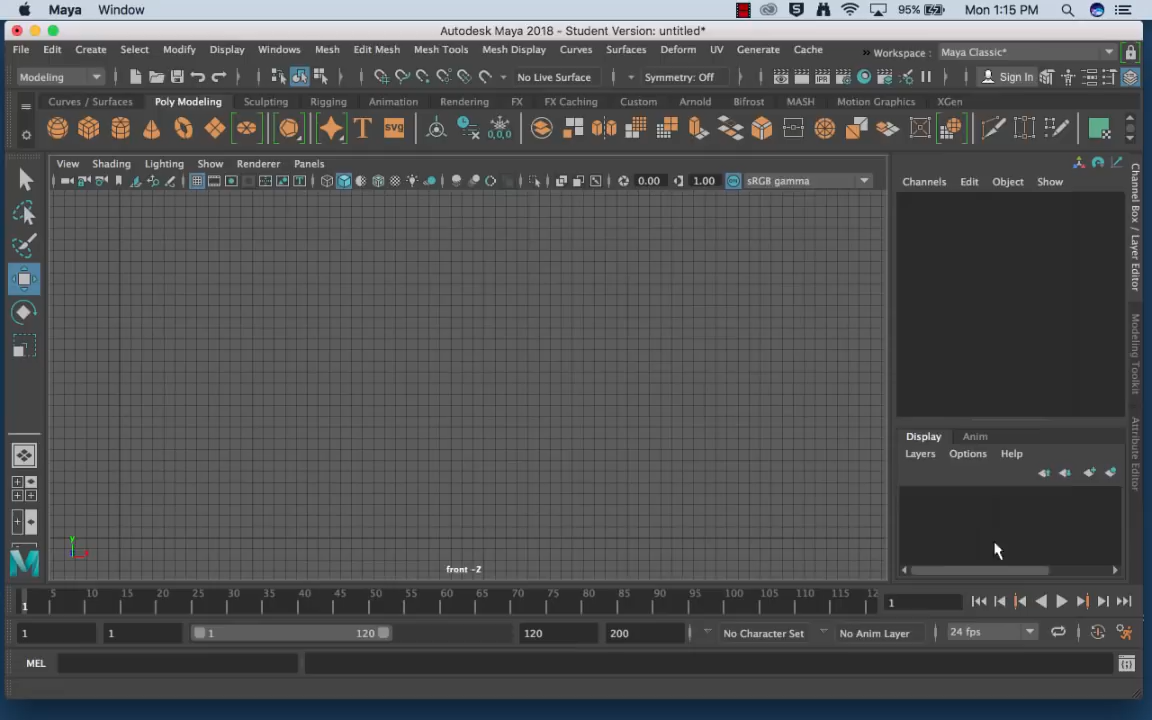 Maya Window 95% Mon 1:15 PM
Autodesk Maya 2018 - Student Version: untitled*
File Edit Create Select Modify Display Windows Mesh Edit Mesh Mesh Tools Mesh Display Curves Surfaces Deform UV Generate Cache » Workspace : Maya Classic*
Modeling No Live Surface Symmetry: Off Sign In
Curves / Surfaces Poly Modeling Sculpting Rigging Animation Rendering FX FX Caching Custom Arnold Bifrost MASH Motion Graphics XGen
T svg 0,0,0
View Shading Lighting Show Renderer Panels
0.00 1.00 sRGB gamma
Channels Edit Object Show
Channel Box / Layer Editor
Modeling Toolkit
Attribute Editor
Display Anim
Layers Options Help
y
front -Z
1 5 10 15 20 25 30 35 40 45 50 55 60 65 70 75 80 85 90 95 100 105 110 115 12 1
1 1 1 120 120 200 No Character Set No Anim Layer 24 fps
MEL